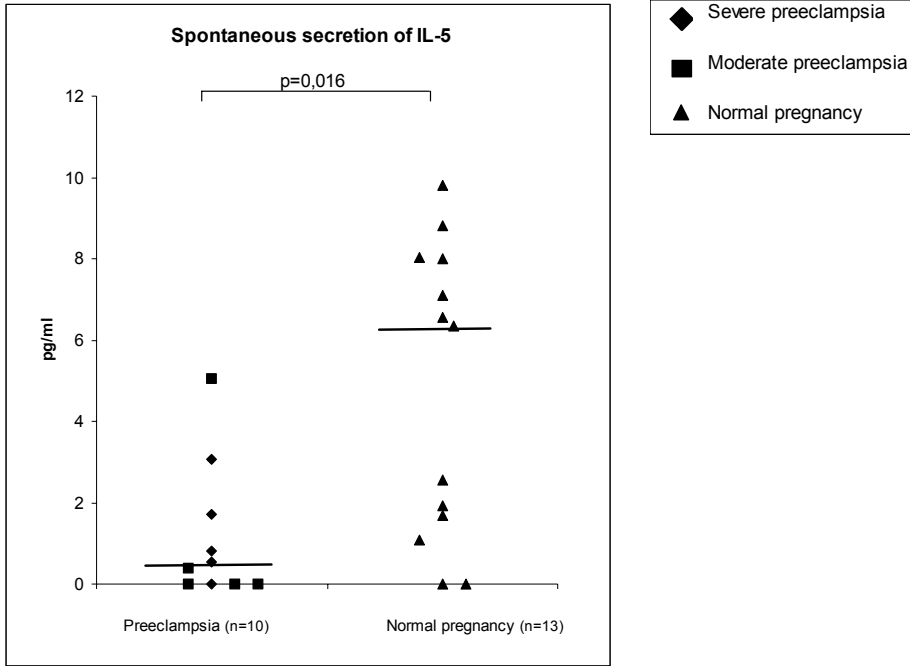 Spontaneous secretion of IL-5
p=0,016
12
10
8
6
4
2
0
pg/ml
Preeclampsia (n=10)
Normal pregnancy (n=13)
Severe preeclampsia
Moderate preeclampsia
Normal pregnancy